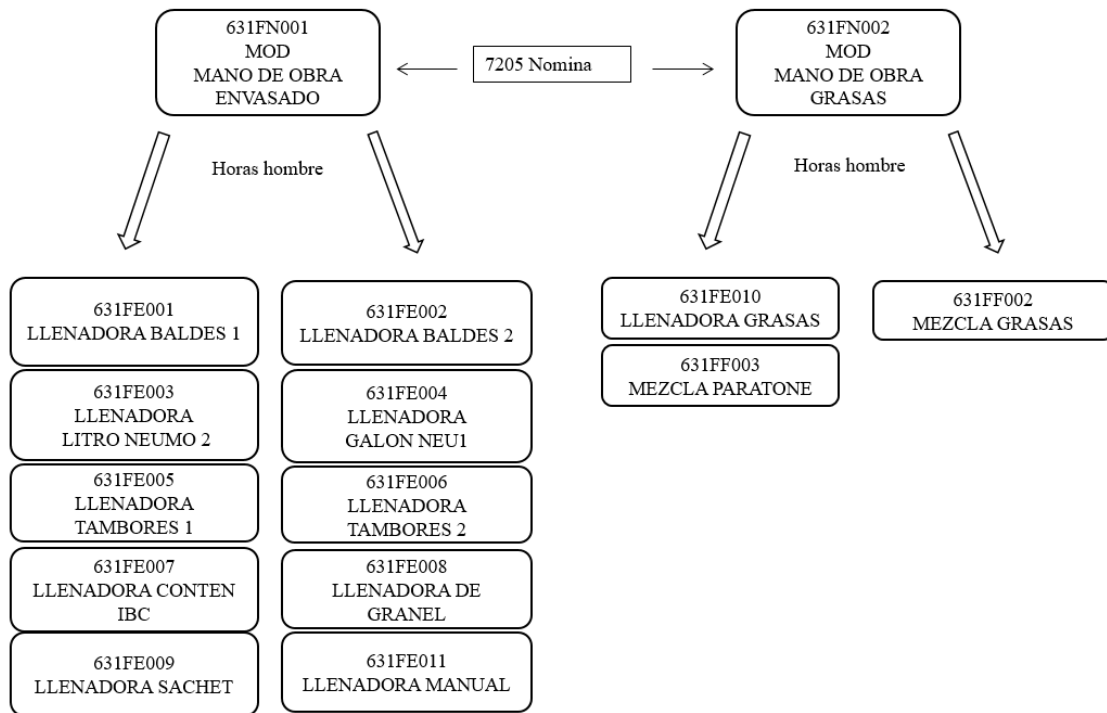 631FN001
MOD
MANO DE OBRA
ENVASADO
7205 Nomina
631FN002
MOD
MANO DE OBRA
GRASAS
Horas hombre
Horas hombre
631FE001
LLENADORA BALDES 1
631FE002
LLENADORA BALDES 2
631FE003
LLENADORA
LITRO NEUMO 2
631FE004
LLENADORA
GALON NEU1
631FE005
LLENADORA
TAMBORES 1
631FE006
LLENADORA
TAMBORES 2
631FE007
LLENADORA CONTEN
IBC
631FE008
LLENADORA DE
GRANEL
631FE009
LLENADORA SACHET
631FE011
LLENADORA MANUAL
631FE010
LLENADORA GRASAS
631FF003
MEZCLA PARATONE
631FF002
MEZCLA GRASAS